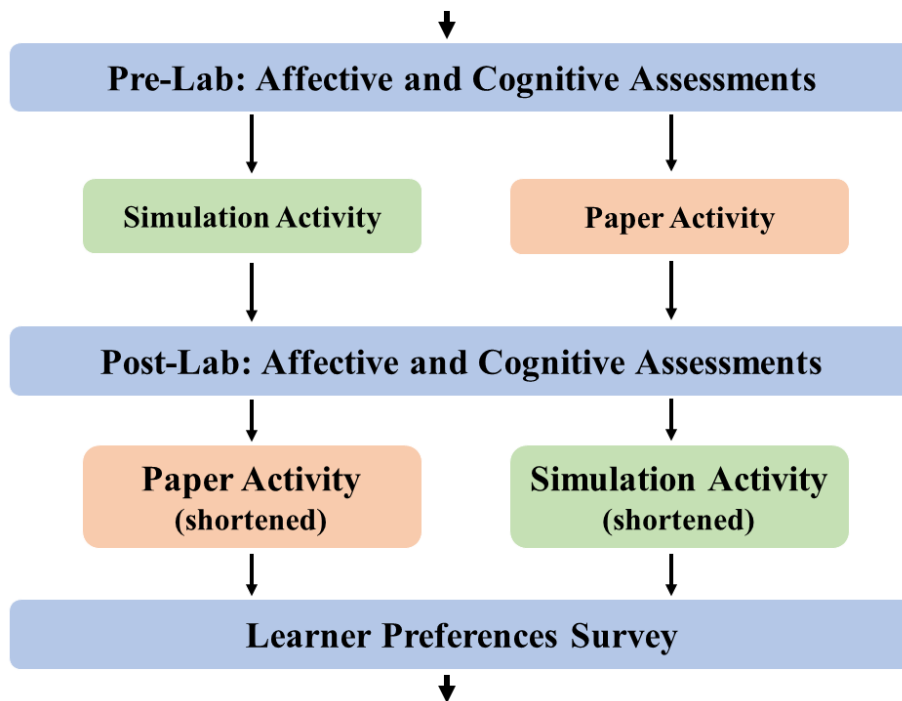 Pre-Lab: Affective and Cognitive Assessments
Simulation Activity
Paper Activity
Post-Lab: Affective and Cognitive Assessments
Paper Activity
(shortened)
Simulation Activity
(shortened)
Learner Preferences Survey